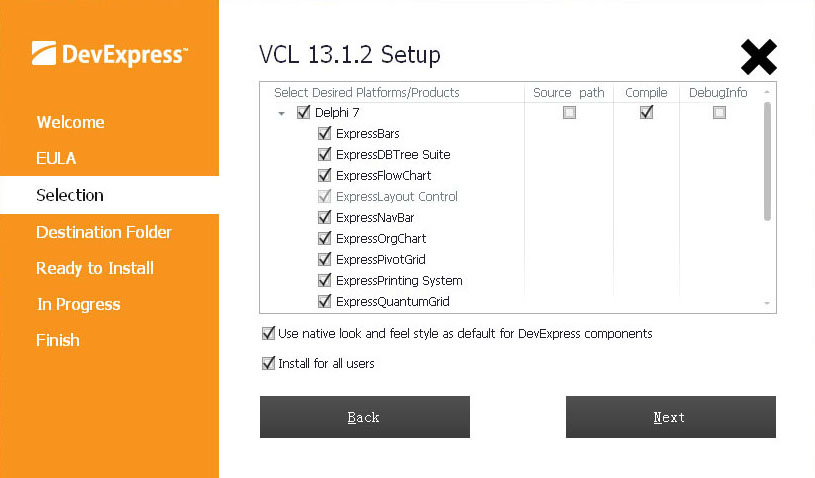 DevExpress™
VCL 13.1.2 Setup
Welcome
EULA
Selection
Destination Folder
Ready to Install
In Progress
Finish
Select Desired Platforms/Products Source path Compile DebugInfo
Delphi 7
ExpressBars
ExpressDBTree Suite
ExpressFlowChart
ExpressLayout Control
ExpressNavBar
ExpressOrgChart
ExpressPivotGrid
ExpressPrinting System
ExpressQuantumGrid
Use native look and feel style as default for DevExpress components
Install for all users
Back
Next